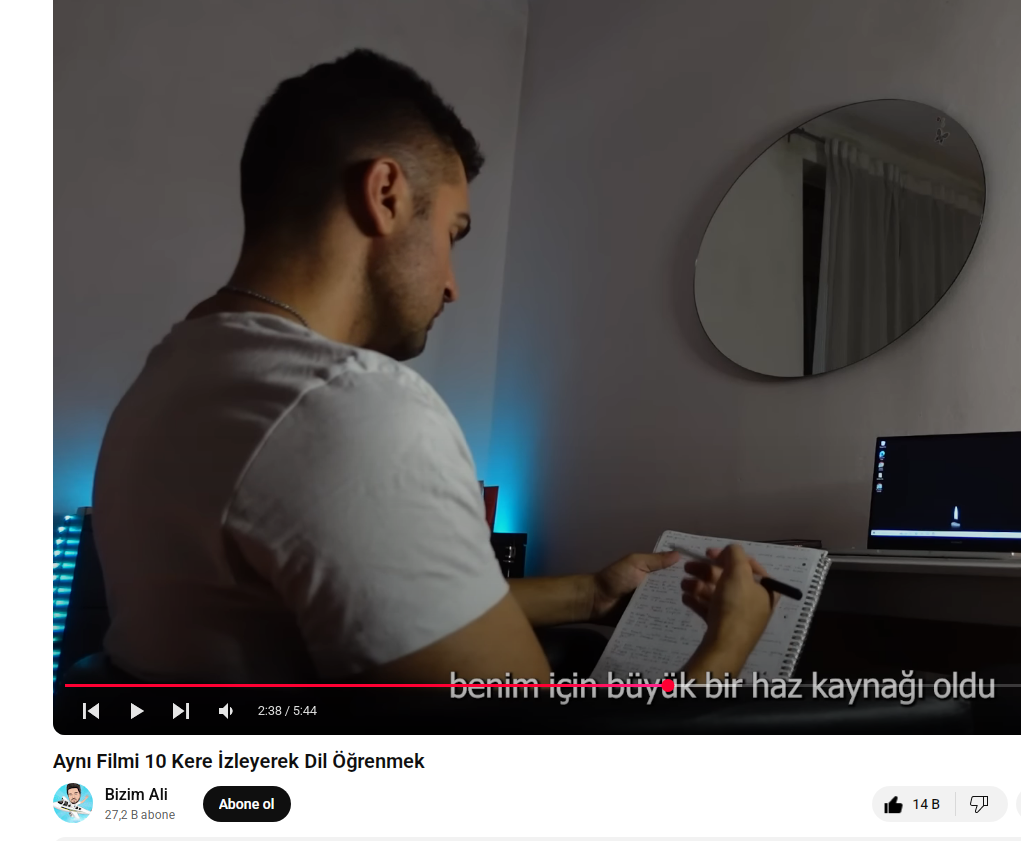 benim için büyük bir haz kaynağı oldu
2:38 / 5:44
Aynı Filmi 10 Kere İzleyerek Dil Öğrenmek
Bizim Ali
27,2 B abone
Abone ol
14 B